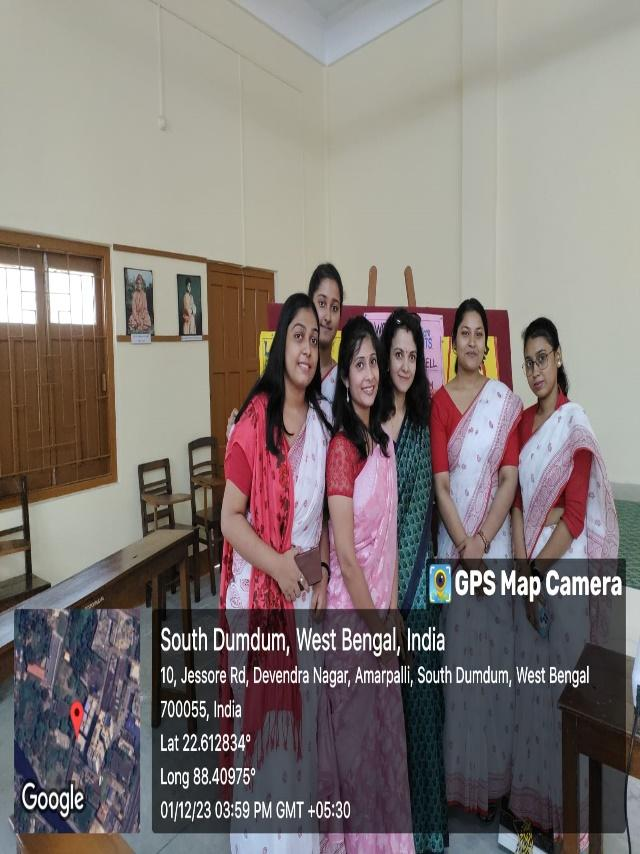 GPS Map Camera
South Dumdum, West Bengal, India
10, Jessore Rd, Devendra Nagar, Amarpalli, South Dumdum, West Bengal
700055, India
Lat 22.612834°
Long 88.40975°
01/12/23 03:59 PM GMT +05:30
Google